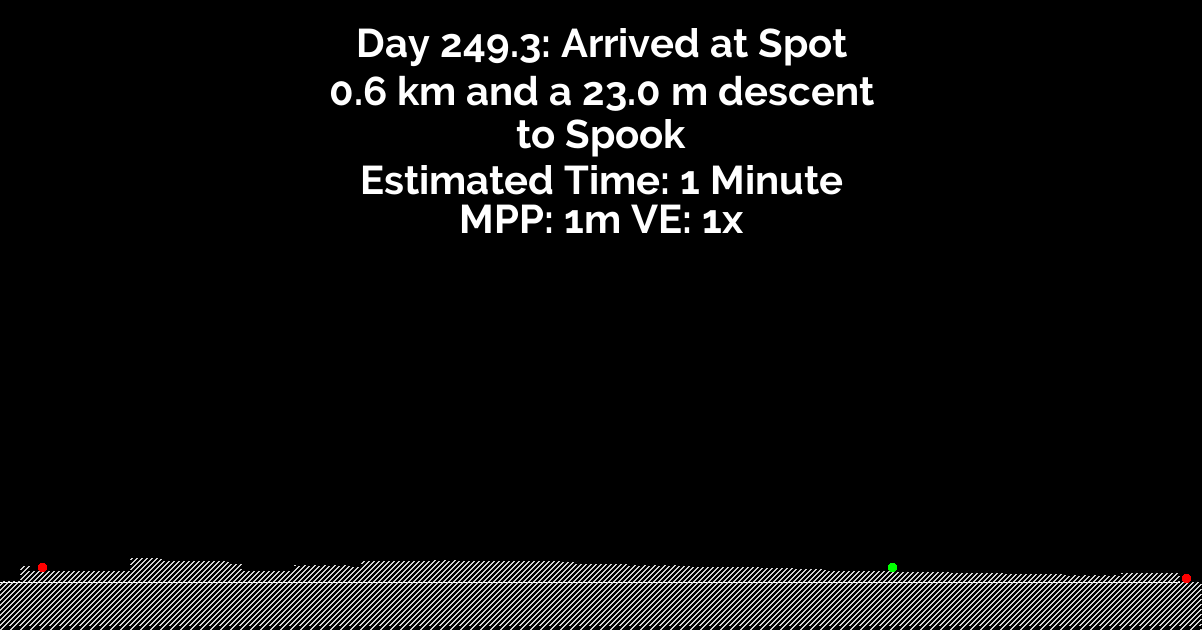 Day 249.3: Arrived at Spot
0.6 km and a 23.0 m descent
to Spook
Estimated Time: 1 Minute
MPP: 1m VE: 1x